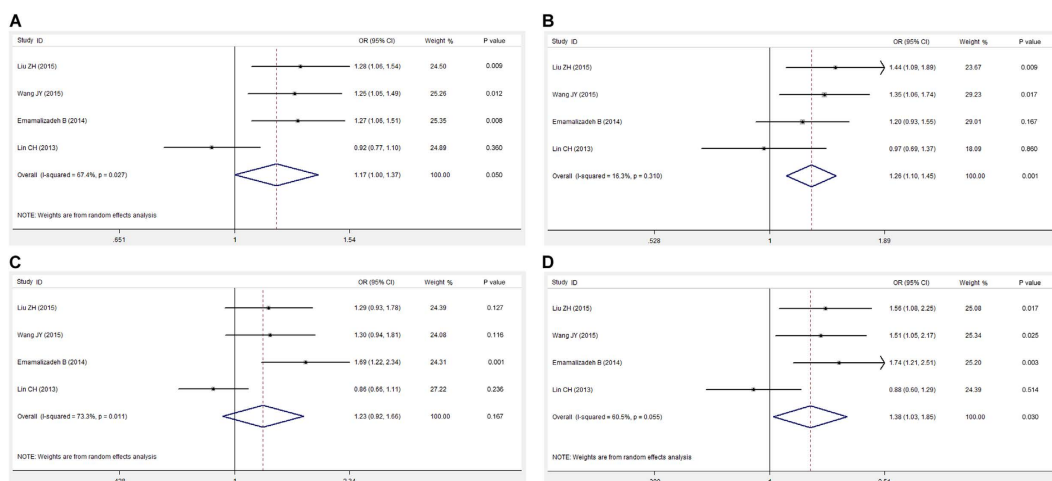 A
Study ID OR (95% CI) Weight % P value
Liu ZH (2015) 1.28 (1.06, 1.54) 24.50 0.009
Wang JY (2015) 1.25 (1.05, 1.49) 25.26 0.012
Emamalizadeh B (2014) 1.27 (1.06, 1.51) 25.35 0.008
Lin CH (2013) 0.92 (0.77, 1.10) 24.89 0.360
Overall (I-squared = 67.4%, p = 0.027) 1.17 (1.00, 1.37) 100.00 0.050
NOTE: Weights are from random effects analysis
.651 1 1.54
B
Study ID OR (95% CI) Weight % P value
Liu ZH (2015) 1.44 (1.09, 1.89) 23.67 0.009
Wang JY (2015) 1.35 (1.06, 1.74) 29.23 0.017
Emamalizadeh B (2014) 1.20 (0.93, 1.55) 29.01 0.167
Lin CH (2013) 0.97 (0.69, 1.37) 18.09 0.860
Overall (I-squared = 16.3%, p = 0.310) 1.26 (1.10, 1.45) 100.00 0.001
NOTE: Weights are from random effects analysis
.528 1 1.89
C
Study ID OR (95% CI) Weight % P value
Liu ZH (2015) 1.29 (0.93, 1.78) 24.39 0.127
Wang JY (2015) 1.30 (0.94, 1.81) 24.08 0.116
Emamalizadeh B (2014) 1.69 (1.22, 2.34) 24.31 0.001
Lin CH (2013) 0.86 (0.66, 1.11) 27.22 0.236
Overall (I-squared = 73.3%, p = 0.011) 1.23 (0.92, 1.66) 100.00 0.167
NOTE: Weights are from random effects analysis
1
D
Study ID OR (95% CI) Weight % P value
Liu ZH (2015) 1.56 (1.08, 2.25) 25.08 0.017
Wang JY (2015) 1.51 (1.05, 2.17) 25.34 0.025
Emamalizadeh B (2014) 1.74 (1.21, 2.51) 25.20 0.003
Lin CH (2013) 0.88 (0.60, 1.29) 24.39 0.514
Overall (I-squared = 60.5%, p = 0.055) 1.38 (1.03, 1.85) 100.00 0.030
NOTE: Weights are from random effects analysis
1